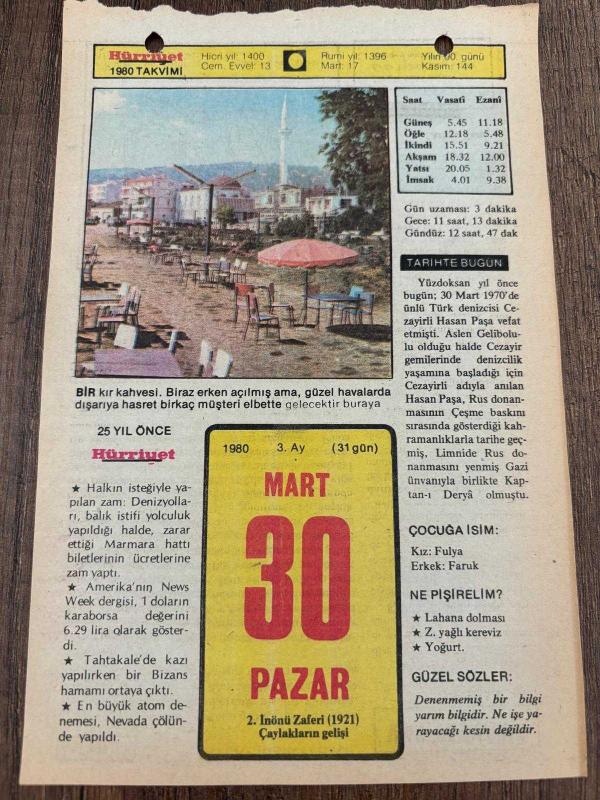 Hürriyet
1980 TAKVİMİ
Hicri yıl: 1400
Cem. Evvel: 13
Rumi yıl: 1396
Mart: 17
Yılın 90. günü
Kasım: 144
Saat Vasatî Ezanî
Güneş 5.45 11.18
Öğle 12.18 5.48
İkindi 15.51 9.21
Akşam 18.32 12.00
Yatsı 20.05 1.32
İmsak 4.01 9.38
Gün uzaması: 3 dakika
Gece: 11 saat, 13 dakika
Gündüz: 12 saat, 47 dak
BİR kır kahvesi. Biraz erken açılmış ama, güzel havalarda
dışarıya hasret birkaç müşteri elbette gelecektir buraya
TARİHTE BUGÜN
Yüzdoksan yıl önce
bugün; 30 Mart 1970'de
ünlü Türk denizcisi Ce-
zayirli Hasan Paşa vefat
etmişti. Aslen Gelibolu-
lu olduğu halde Cezayir
gemilerinde denizcilik
yaşamına başladığı için
Cezayirli adıyla anılan
Hasan Paşa, Rus donan-
masının Çeşme baskını
sırasında gösterdiği kah-
ramanlıklarla tarihe geç-
miş, Limnide Rus do-
nanmasını yenmiş Gazi
ünvanıyla birlikte Kap-
tan-ı Deryâ olmuştu.
25 YIL ÖNCE
Hürriyet
★ Halkın isteğiyle ya-
pılan zam: Denizyolla-
rı, balık istifi yolculuk
yapıldığı halde, zarar
ettiği Marmara hattı
biletlerinin ücretlerine
zam yaptı.
★ Amerika'nın News
Week dergisi, 1 doların
karaborsa değerini
6.29 lira olarak göster-
di.
★ Tahtakale'de kazı
yapılırken bir Bizans
hamamı ortaya çıktı.
★ En büyük atom de-
nemesi, Nevada çölün-
de yapıldı.
1980 3. Ay (31 gün)
MART
30
PAZAR
2. İnönü Zaferi (1921)
Çaylakların gelişi
ÇOCUĞA İSİM:
Kız: Fulya
Erkek: Faruk
NE PİŞİRELİM?
★ Lahana dolması
★ Z. yağlı kereviz
★ Yoğurt.
GÜZEL SÖZLER:
Denenmemiş bir bilgi
yarım bilgidir. Ne işe ya-
rayacağı kesin değildir.